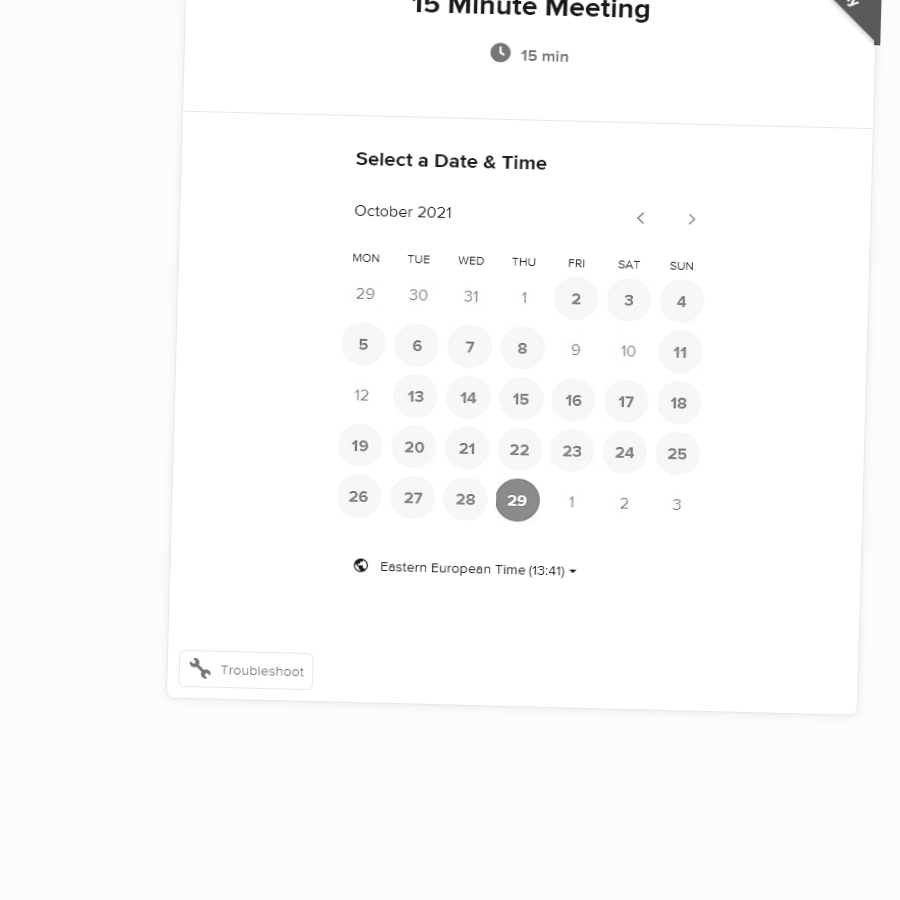 15 Minute Meeting
15 min
Select a Date & Time
October 2021
MON TUE WED THU FRI SAT SUN
29 30 31 1 2 3 4
5 6 7 8 9 10 11
12 13 14 15 16 17 18
19 20 21 22 23 24 25
26 27 28 29 1 2 3
Eastern European Time (13:41)
Troubleshoot